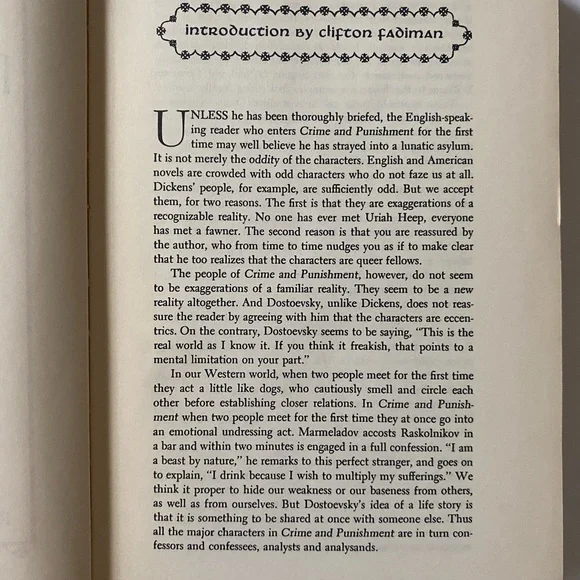 introduction by clifton fadiman
UNLESS he has been thoroughly briefed, the English-speak-
ing reader who enters Crime and Punishment for the first
time may well believe he has strayed into a lunatic asylum.
It is not merely the oddity of the characters. English and American
novels are crowded with odd characters who do not faze us at all.
Dickens' people, for example, are sufficiently odd. But we accept
them, for two reasons. The first is that they are exaggerations of a
recognizable reality. No one has ever met Uriah Heep, everyone
has met a fawner. The second reason is that you are reassured by
the author, who from time to time nudges you as if to make clear
that he too realizes that the characters are queer fellows.
The people of Crime and Punishment, however, do not seem
to be exaggerations of a familiar reality. They seem to be a new
reality altogether. And Dostoevsky, unlike Dickens, does not reas-
sure the reader by agreeing with him that the characters are eccen-
trics. On the contrary, Dostoevsky seems to be saying, "This is the
real world as I know it. If you think it freakish, that points to a
mental limitation on your part."
In our Western world, when two people meet for the first time
they act a little like dogs, who cautiously smell and circle each
other before establishing closer relations. In Crime and Punish-
ment when two people meet for the first time they at once go into
an emotional undressing act. Marmeladov accosts Raskolnikov in
a bar and within two minutes is engaged in a full confession. "I am
a beast by nature," he remarks to this perfect stranger, and goes on
to explain, "I drink because I wish to multiply my sufferings." We
think it proper to hide our weakness or our baseness from others,
as well as from ourselves. But Dostoevsky's idea of a life story is
that it is something to be shared at once with someone else. Thus
all the major characters in Crime and Punishment are in turn con-
fessors and confessees, analysts and analysands.